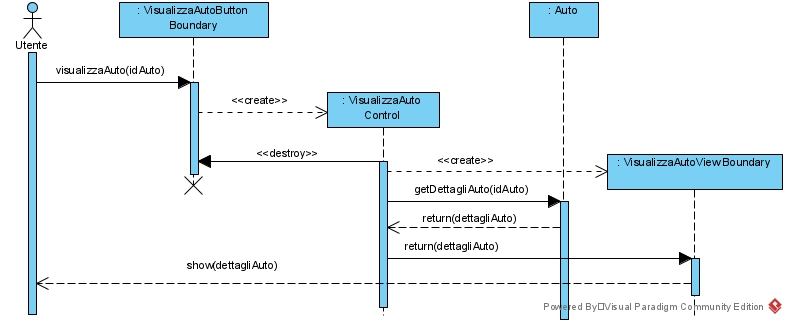 : VisualizzaAutoButton
Boundary
: Auto
Utente
visualizzaAuto(idAuto)
<<create>>
: VisualizzaAuto
Control
<<destroy>>
<<create>>
: VisualizzaAutoViewBoundary
getDettagliAuto(idAuto)
return(dettagliAuto)
return(dettagliAuto)
show(dettagliAuto)
Powered By Visual Paradigm Community Edition